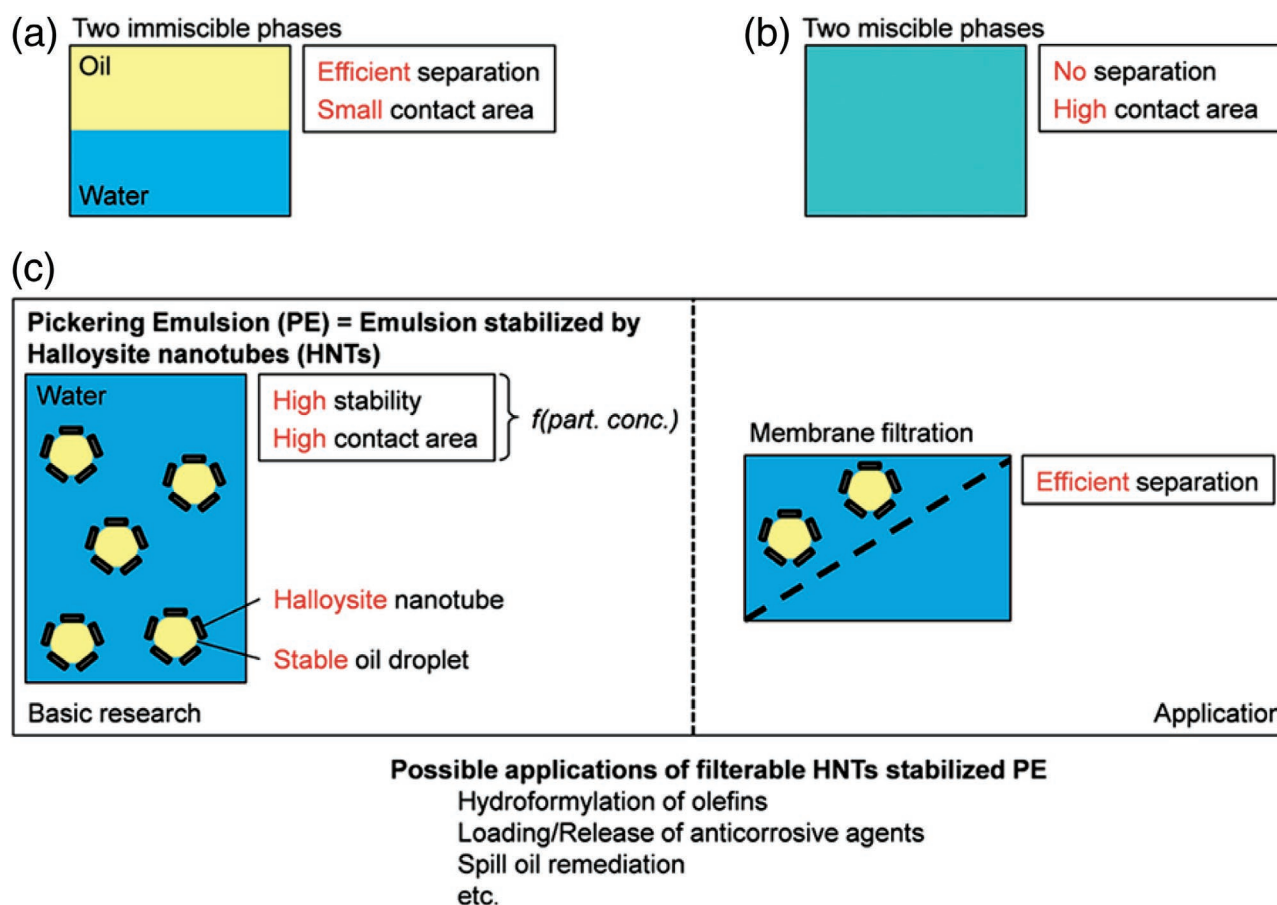 (a)
Two immiscible phases
Oil
Water
Efficient separation
Small contact area
(b)
Two miscible phases
No separation
High contact area
(c)
Pickering Emulsion (PE) = Emulsion stabilized by
Halloysite nanotubes (HNTs)
Water
High stability
High contact area
f(part. conc.)
Halloysite nanotube
Stable oil droplet
Basic research
Membrane filtration
Efficient separation
Application
Possible applications of filterable HNTs stabilized PE
Hydroformylation of olefins
Loading/Release of anticorrosive agents
Spill oil remediation
etc.